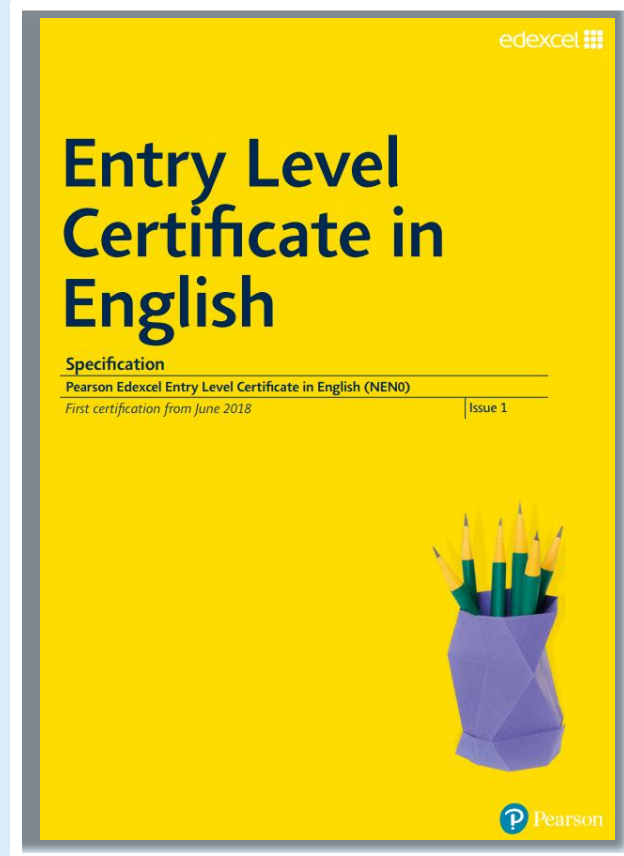 edexcel
Entry Level
Certificate in
English
Specification
Pearson Edexcel Entry Level Certificate in English (NEN0)
First certification from June 2018
Issue 1
Pearson